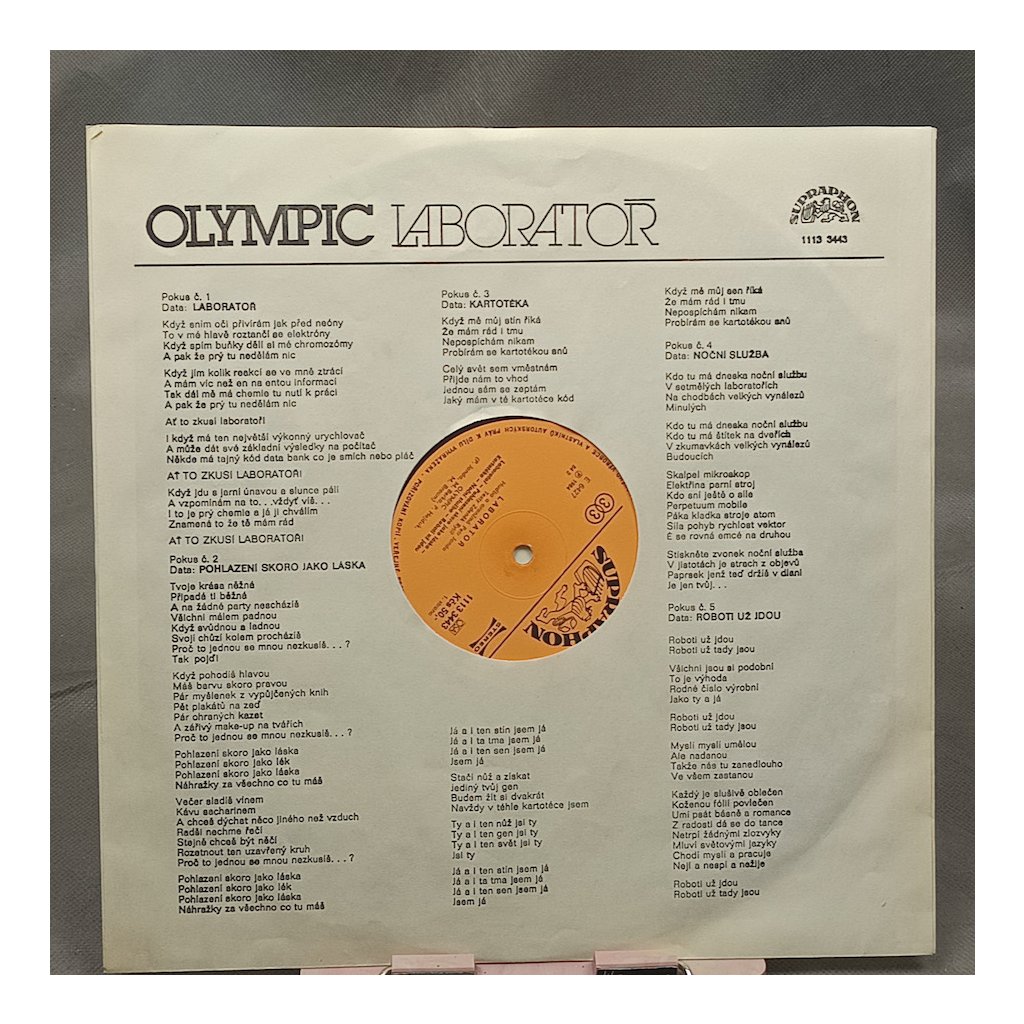 OLYMPIC LABORATOŘ
SUPRAPHON
1113 3443
Pokus č. 1
Data: LABORATOŘ
Když sním oči přivírám jak před neóny
To v mé hlavě roztančí se elektróny
Když spím buňky dělí si mé chromozómy
A pak že prý tu nedělám nic
Když jím kolik reakcí se ve mně ztrácí
A mám víc než en na entou informací
Tak dál mě má chemie tu nutí k práci
A pak že prý tu nedělám nic
Ať to zkusí laboratoři
I když má ten největší výkonný urychlovač
A může dát své základní výsledky na počítač
Někde má tajný kód data bank co je smích nebo pláč
AŤ TO ZKUSÍ LABORATOŘI
Když jdu s jarní únavou a slunce pálí
A vzpomínám na to. . .vždyť víš. . .
I to je prý chemie a já ji chválím
Znamená to že tě mám rád
AŤ TO ZKUSÍ LABORATOŘI
Pokus č. 2
Data: POHLAZENÍ SKORO JAKO LÁSKA
Tvoje krása něžná
Případě ti běžná
A na žádné party neschází
Všichni málem padnou
Když svůdnou a ladnou
Svojí chůzí kolem procházíš
Proč to jednou se mnou nezkusíš. . . ?
Tak pojď!
Když pohodíš hlavou
Máš barvu skoro pravou
Pár myšlenek z vypůjčených knih
Pět plakátů na zeď
Pár ohraných kazet
A zářivý make-up na tvářích
Proč to jednou se mnou nezkusíš. . . ?
Pohlazení skoro jako láska
Pohlazení skoro jako lék
Pohlazení skoro jako láska
Náhražky za všechno co tu máš
Večer sladíš vínem
Kávu sacharinem
A chceš dýchat něco jiného než vzduch
Radši nechme řečí
Stejně chceš být něčí
Rozetnout ten uzavřený kruh
Proč to jednou se mnou nezkusíš. . . ?
Pohlazení skoro jako láska
Pohlazení skoro jako lék
Pohlazení skoro jako láska
Náhražky za všechno co tu máš
Pokus č. 3
Data: KARTOTÉKA
Když mě můj stín říká
Že mám rád i tmu
Nepospíchám nikam
Probírám se kartotékou snů
Celý svět sem vměstnám
Přijde nám to vhod
Jednou sám se zeptám
Jaký mám v té kartotéce kód
LABORATOŘ
1113 3443
Kčs 50,-
STEREO
33
SUPRAPHON
Já a i ten stín jsem já
Já a i ta tma jsem já
Já a i ten sen jsem já
Jsem já
Stačí nůž a získat
Jediný tvůj gen
Budem žít si dvakrát
Navždy v téhle kartotéce jsem
Ty a i ten nůž jsi ty
Ty a i ten gen jsi ty
Ty a i ten svět jsi ty
Jsi ty
Já a i ten stín jsem já
Já a i ta tma jsem já
Já a i ten sen jsem já
Jsem já
Když mě můj sen říká
Že mám rád i tmu
Nepospíchám nikam
Probírám se kartotékou snů
Pokus č. 4
Data: NOČNÍ SLUŽBA
Kdo tu má dneska noční službu
V setmělých laboratořích
Na chodbách velkých vynálezů
Minulých
Kdo tu má dneska noční službu
Kdo tu má štítek na dveřích
V zkumavkách velkých vynálezů
Budoucích
Skalpel mikroskop
Elektřina parní stroj
Kdo sní ještě o síle
Perpetuum mobile
Páka kladka stroje atom
Síla pohyb rychlost vektor
É se rovná emcé na druhou
Stiskněte zvonek noční služba
V jistotách je strach z objevů
Paprsek jenž teď držíš v dlani
Je jen tvůj. . .
Pokus č. 5
Data: ROBOTI UŽ JDOU
Roboti už jdou
Roboti už tady jsou
Všichni jsou si podobní
To je výhoda
Rodné číslo výrobní
Jako ty a já
Roboti už jdou
Roboti už tady jsou
Myslí myslí umělou
Ale nadanou
Takže nás tu zanedlouho
Ve všem zastanou
Každý je slušivě oblečen
Koženou fólií povlečen
Umí psát básně a romance
Z radosti dá se do tance
Netrpí žádnými zlozvyky
Mluví světovými jazyky
Chodí myslí a pracuje
Nejí a nespí a nežije
Roboti už jdou
Roboti už tady jsou